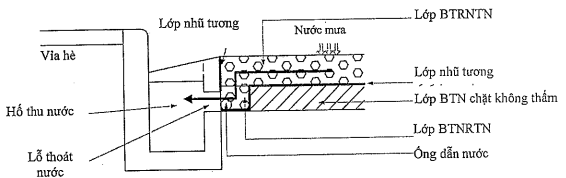 Lớp nhũ tương
Lớp BTRNTN
Nước mưa
Vỉa hè
Lớp nhũ tương
Lớp BTN chặt không thấm
Hố thu nước
Lỗ thoát
nước
Lớp BTNRTN
Ống dẫn nước